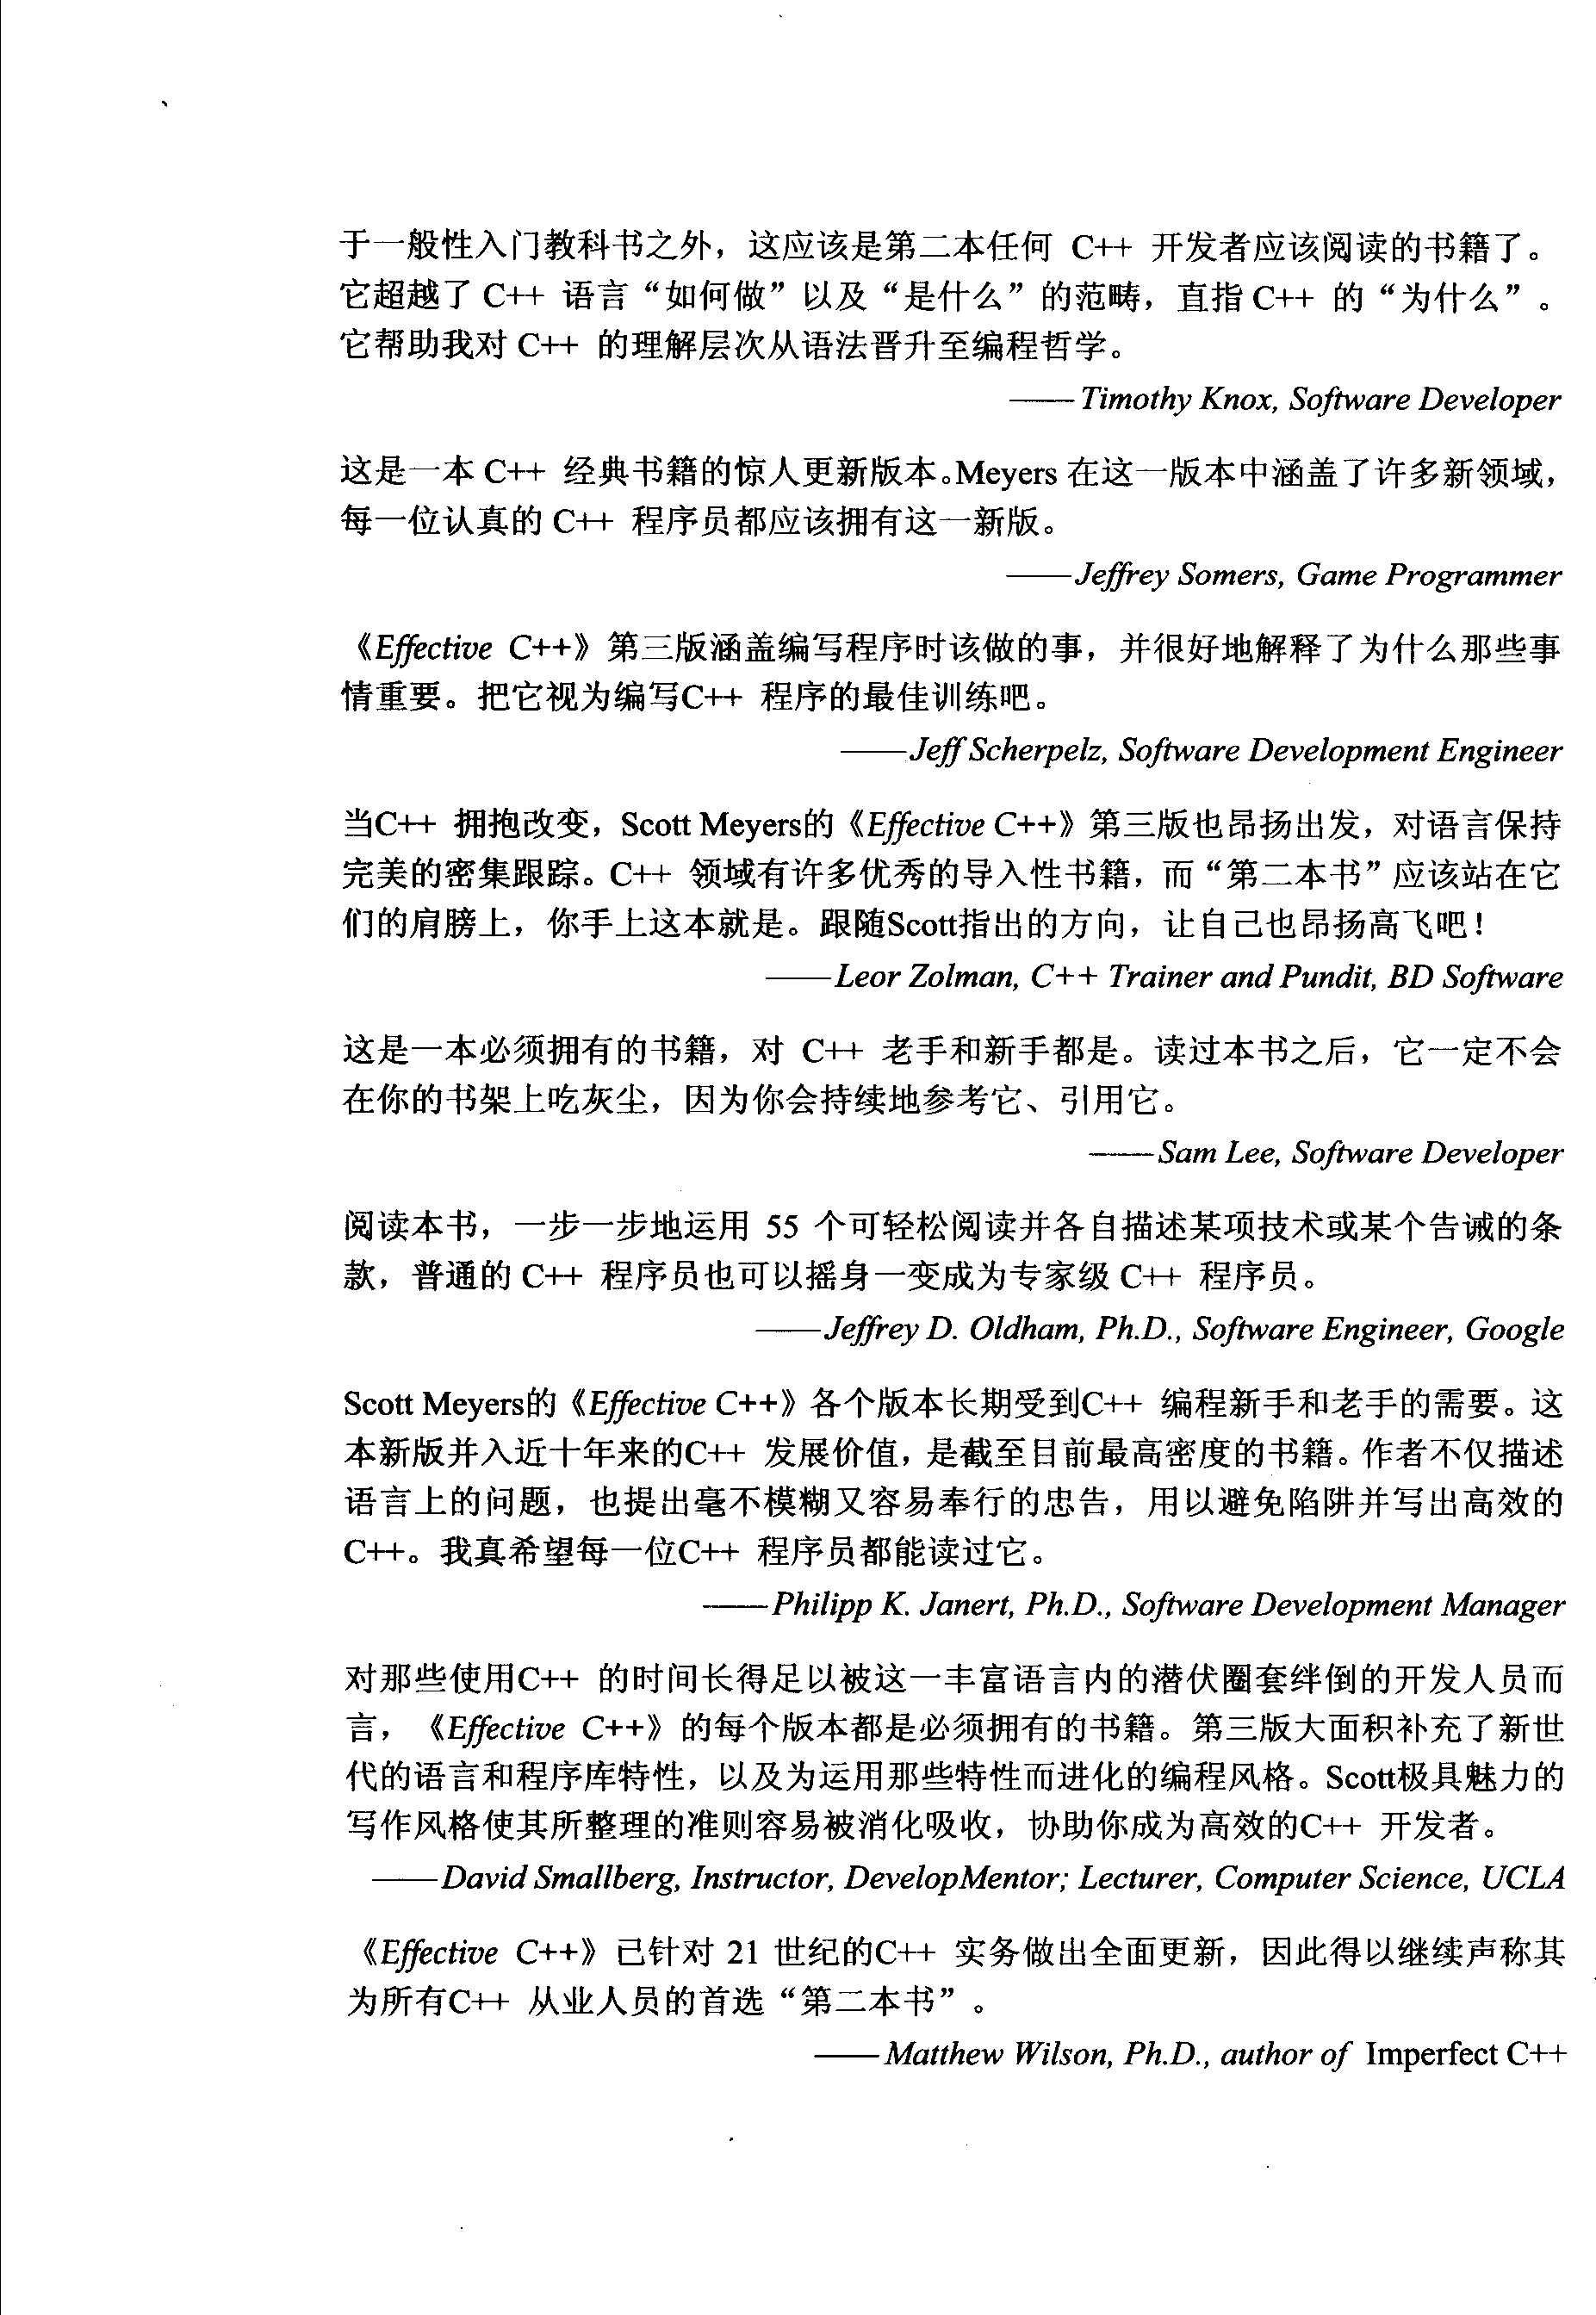 于一般性入门教科书之外，这应该是第二本任何 C++ 开发者应该阅读的书籍了。
它超越了 C++ 语言“如何做”以及“是什么”的范畴，直指 C++ 的“为什么”。
它帮助我对 C++ 的理解层次从语法晋升至编程哲学。
——Timothy Knox, Software Developer
这是一本 C++ 经典书籍的惊人更新版本。Meyers 在这一版本中涵盖了许多新领域，
每一位认真的 C++ 程序员都应该拥有这一新版。
——Jeffrey Somers, Game Programmer
《Effective C++》第三版涵盖编写程序时该做的事，并很好地解释了为什么那些事
情重要。把它视为编写C++ 程序的最佳训练吧。
——Jeff Scherpelz, Software Development Engineer
当C++ 拥抱改变，Scott Meyers的《Effective C++》第三版也昂扬出发，对语言保持
完美的密集跟踪。C++ 领域有许多优秀的导入性书籍，而“第二本书”应该站在它
们的肩膀上，你手上这本就是。跟随Scott指出的方向，让自己也昂扬高飞吧！
——Leor Zolman, C++ Trainer and Pundit, BD Software
这是一本必须拥有的书籍，对 C++ 老手和新手都是。读过本书之后，它一定不会
在你的书架上吃灰尘，因为你会持续地参考它、引用它。
——Sam Lee, Software Developer
阅读本书，一步一步地运用 55 个可轻松阅读并各自描述某项技术或某个告诫的条
款，普通的 C++ 程序员也可以摇身一变成为专家级 C++ 程序员。
——Jeffrey D. Oldham, Ph.D., Software Engineer, Google
Scott Meyers的《Effective C++》各个版本长期受到C++ 编程新手和老手的需要。这
本新版并入近十年来的C++ 发展价值，是截至目前最高密度的书籍。作者不仅描述
语言上的问题，也提出毫不模糊又容易奉行的忠告，用以避免陷阱并写出高效的
C++。我真希望每一位C++ 程序员都能读过它。
——Philipp K. Janert, Ph.D., Software Development Manager
对那些使用C++ 的时间长得足以被这一丰富语言内的潜伏圈套绊倒的开发人员而
言，《Effective C++》的每个版本都是必须拥有的书籍。第三版大面积补充了新世
代的语言和程序库特性，以及为运用那些特性而进化的编程风格。Scott极具魅力的
写作风格使其所整理的准则容易被消化吸收，协助你成为高效的C++ 开发者。
——David Smallberg, Instructor, DevelopMentor; Lecturer, Computer Science, UCLA
《Effective C++》已针对 21 世纪的C++ 实务做出全面更新，因此得以继续声称其
为所有C++ 从业人员的首选“第二本书”。
——Matthew Wilson, Ph.D., author of Imperfect C++